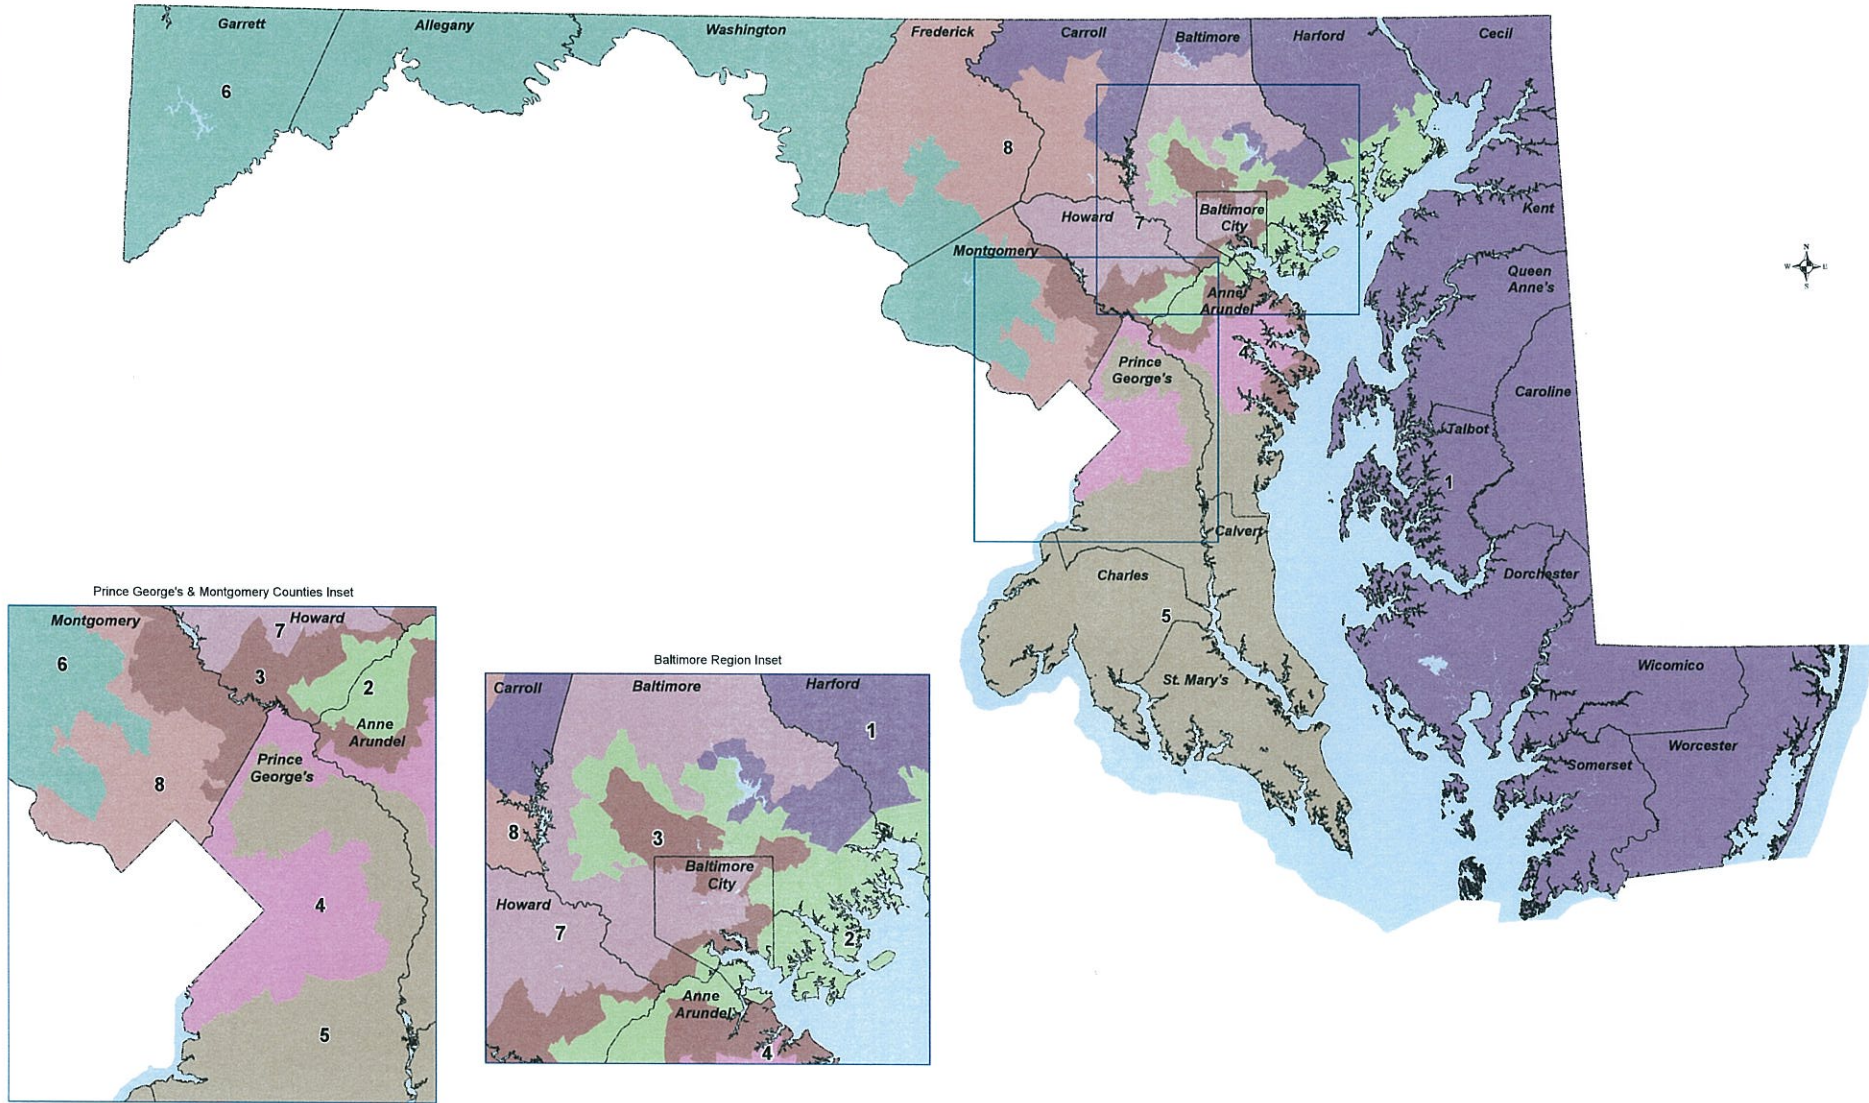 Garrett
Allegany
Washington
Frederick
Carroll
Baltimore
Harford
Cecil
6
8
Howard
7
Baltimore
City
2
Kent
Montgomery
Queen
Anne's
Anne
Arundel
3
4
Prince
George's
Caroline
Talbot
1
Calvert
Charles
5
Dorchester
St. Mary's
Wicomico
Worcester
Somerset
N
W
E
S
Prince George's & Montgomery Counties Inset
Montgomery
Howard
7
6
3
2
Anne
Arundel
Prince
George's
8
4
5
Baltimore Region Inset
Carroll
Baltimore
Harford
1
8
3
Baltimore
City
Howard
7
2
Anne
Arundel
4